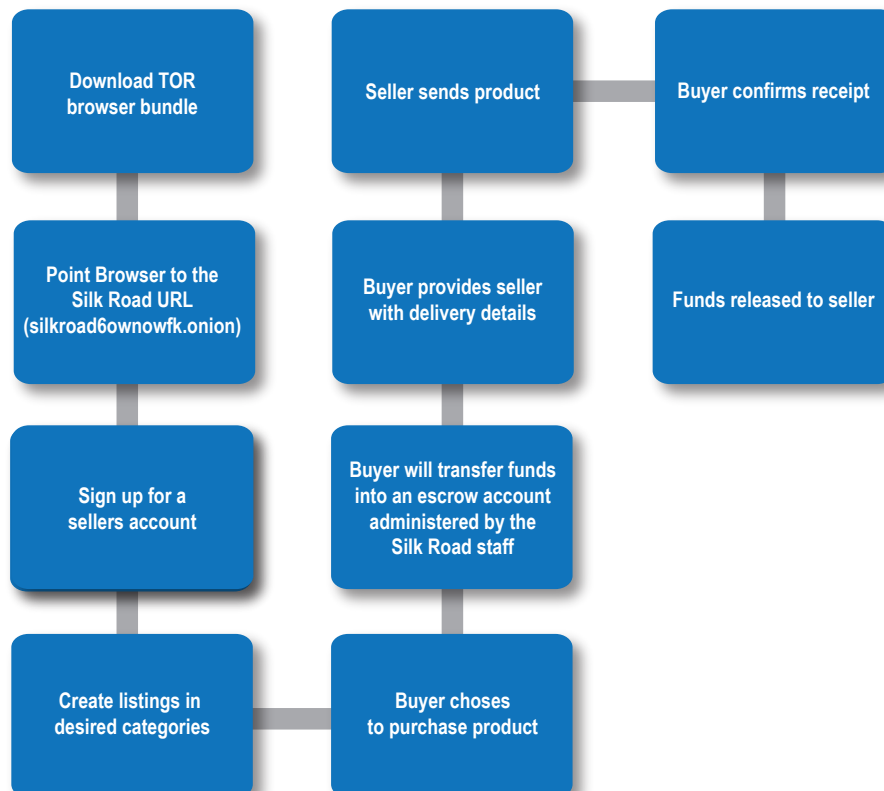 Download TOR
browser bundle
Point Browser to the
Silk Road URL
(silkroad6ownowfk.onion)
Sign up for a
sellers account
Create listings in
desired categories
Buyer choses
to purchase product
Buyer will transfer funds
into an escrow account
administered by the
Silk Road staff
Buyer provides seller
with delivery details
Seller sends product
Buyer confirms receipt
Funds released to seller